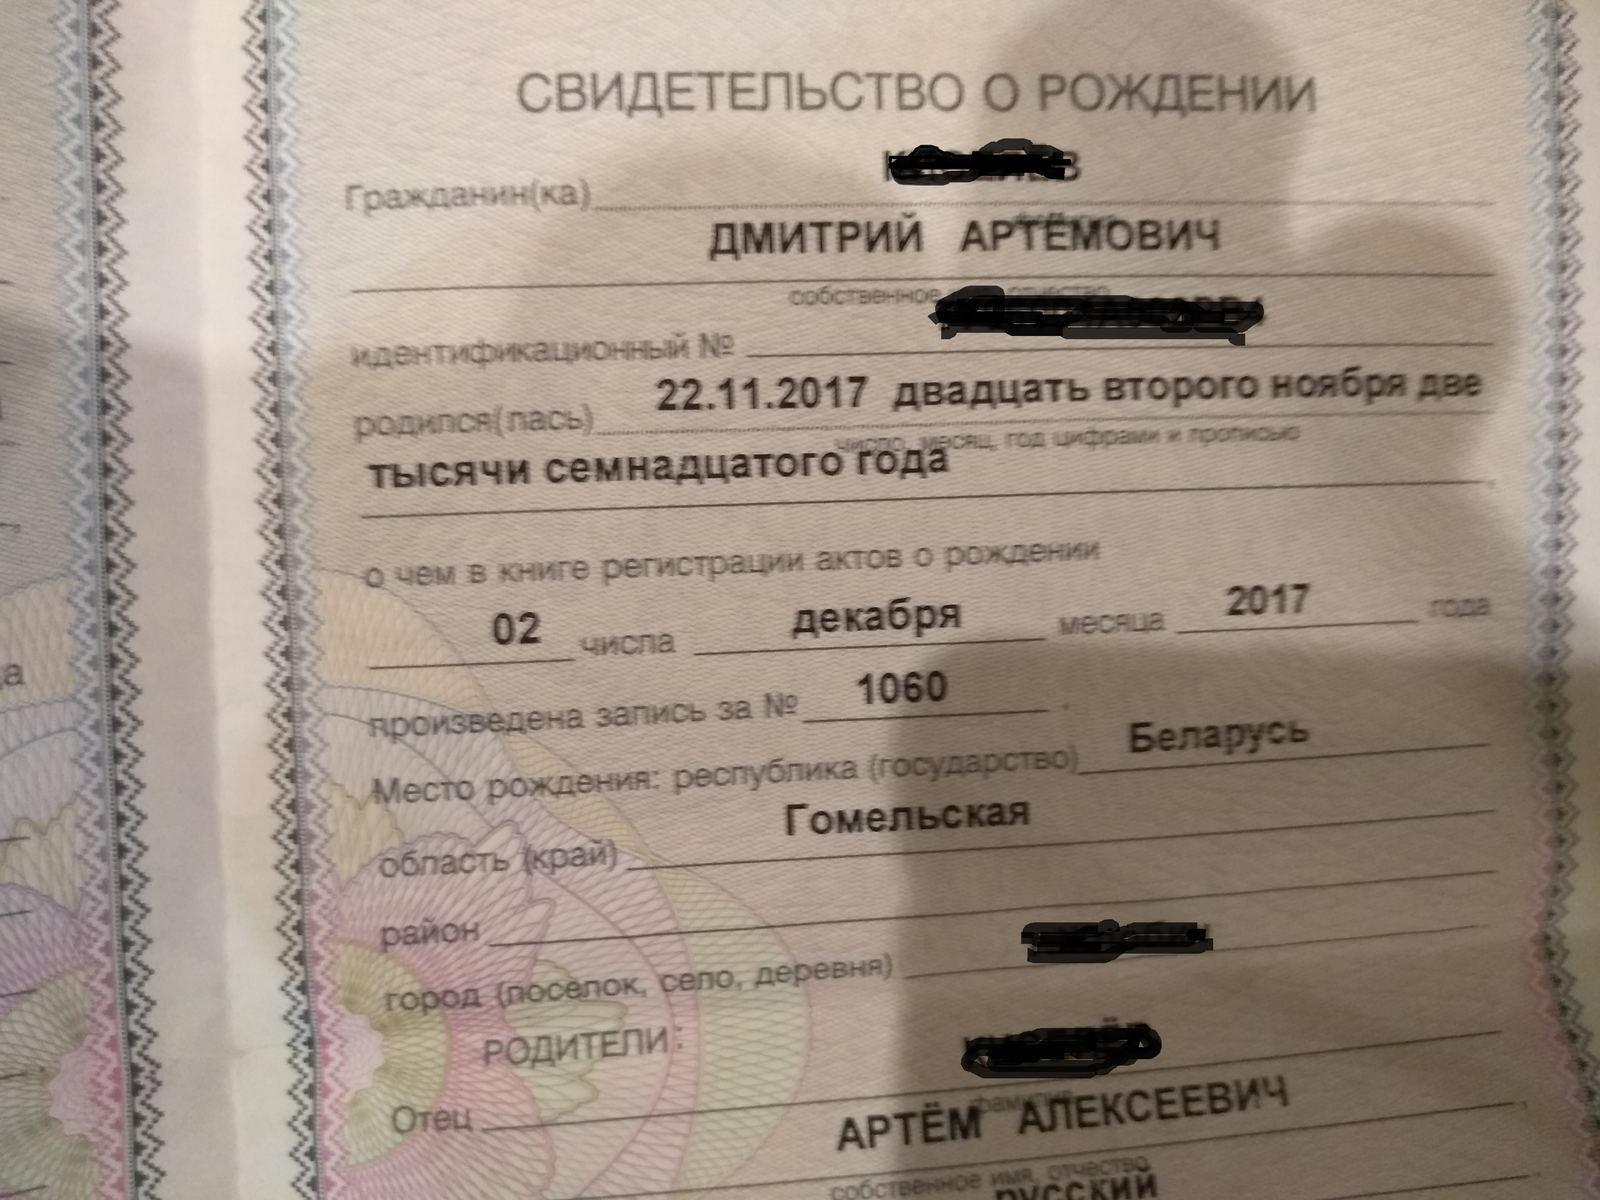 СВИДЕТЕЛЬСТВО О РОЖДЕНИИ
Гражданин(ка)
ДМИТРИЙ АРТЁМОВИЧ
собственное отчество
идентификационный №
родился(лась) 22.11.2017 двадцать второго ноября две
число, месяц, год цифрами и прописью
тысячи семнадцатого года
о чем в книге регистрации актов о рождении
02 числа декабря месяца 2017 года
произведена запись за № 1060
Место рождения: республика (государство) Беларусь
область (край) Гомельская
район
город (поселок, село, деревня)
РОДИТЕЛИ:
Отец
фамилия
АРТЁМ АЛЕКСЕЕВИЧ
собственное имя, отчество
русский